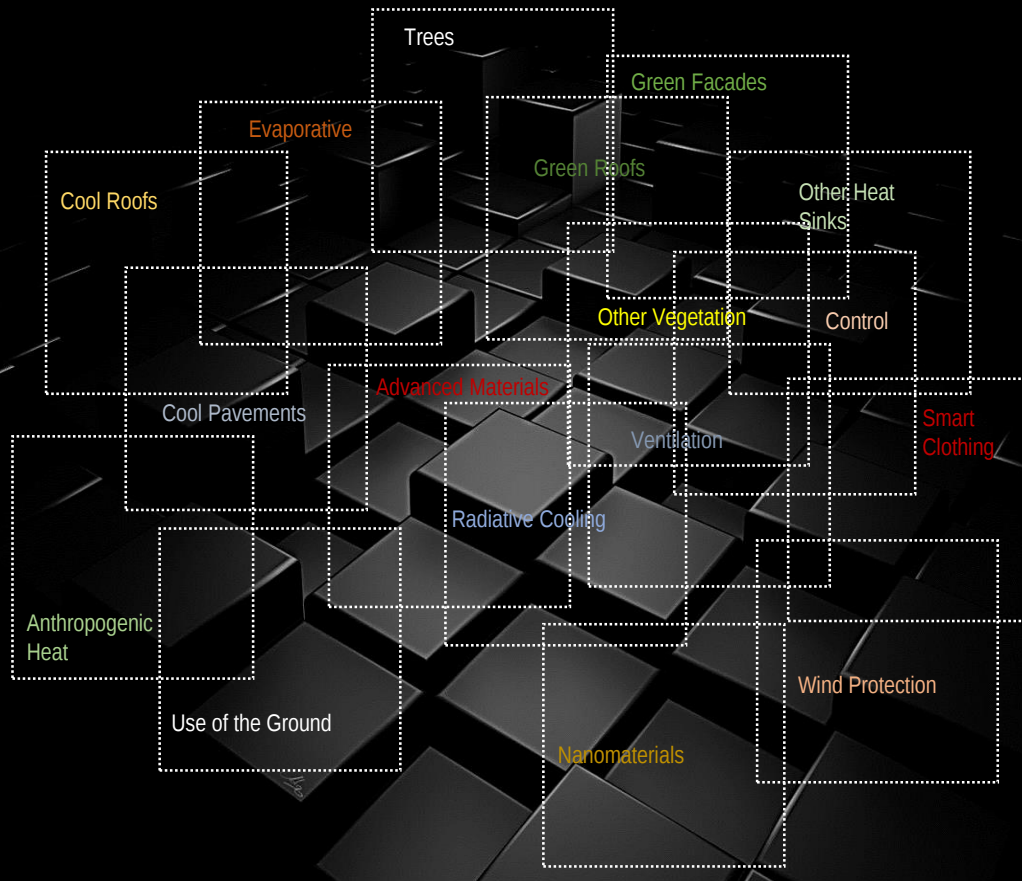 Trees
Green Facades
Evaporative
Green Roofs
Cool Roofs
Other Heat
Sinks
Other Vegetation
Control
Advanced Materials
Cool Pavements
Smart
Clothing
Ventilation
Radiative Cooling
Anthropogenic
Heat
Wind Protection
Use of the Ground
Nanomaterials